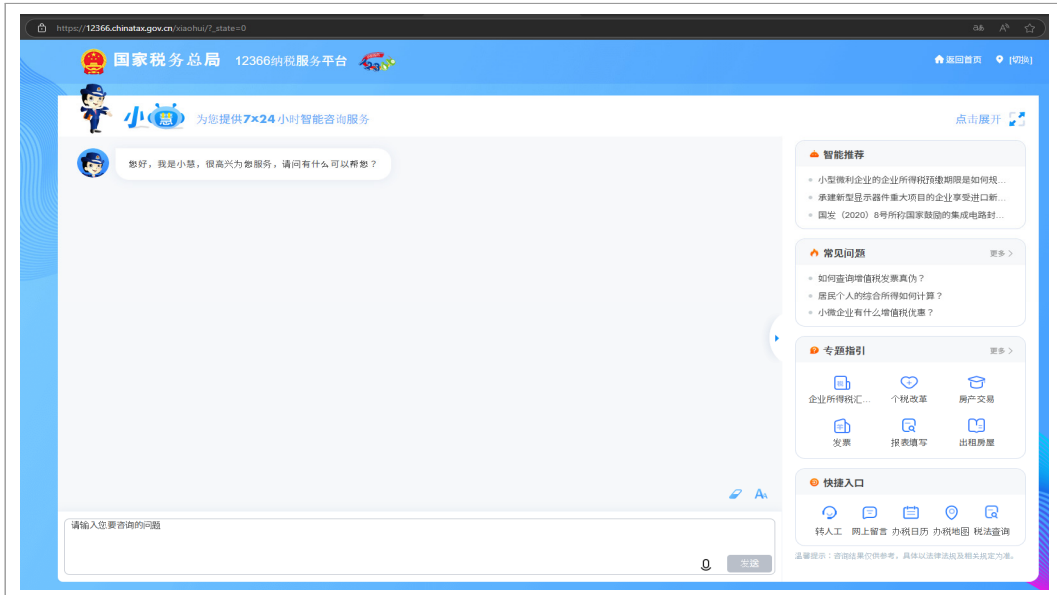 https://12366.chinatax.gov.cn/xiaohui/?_state=0
国家税务总局 12366纳税服务平台
返回首页 [切换]
小慧 为您提供7×24小时智能咨询服务
点击展开
您好，我是小慧，很高兴为您服务，请问有什么可以帮您？
智能推荐
小型微利企业的企业所得税预缴期限是如何规...
承建新型显示器件重大项目的企业享受进口新...
国发（2020）8号所称国家鼓励的集成电路封...
常见问题 更多
如何查询增值税发票真伪？
居民个人的综合所得如何计算？
小微企业有什么增值税优惠？
专题指引 更多
企业所得税汇... 个税改革 房产交易
发票 报表填写 出租房屋
快捷入口
转人工 网上留言 办税日历 办税地图 税法查询
温馨提示：咨询结果仅供参考，具体以法律法规及相关规定为准。
请输入您要咨询的问题
发送